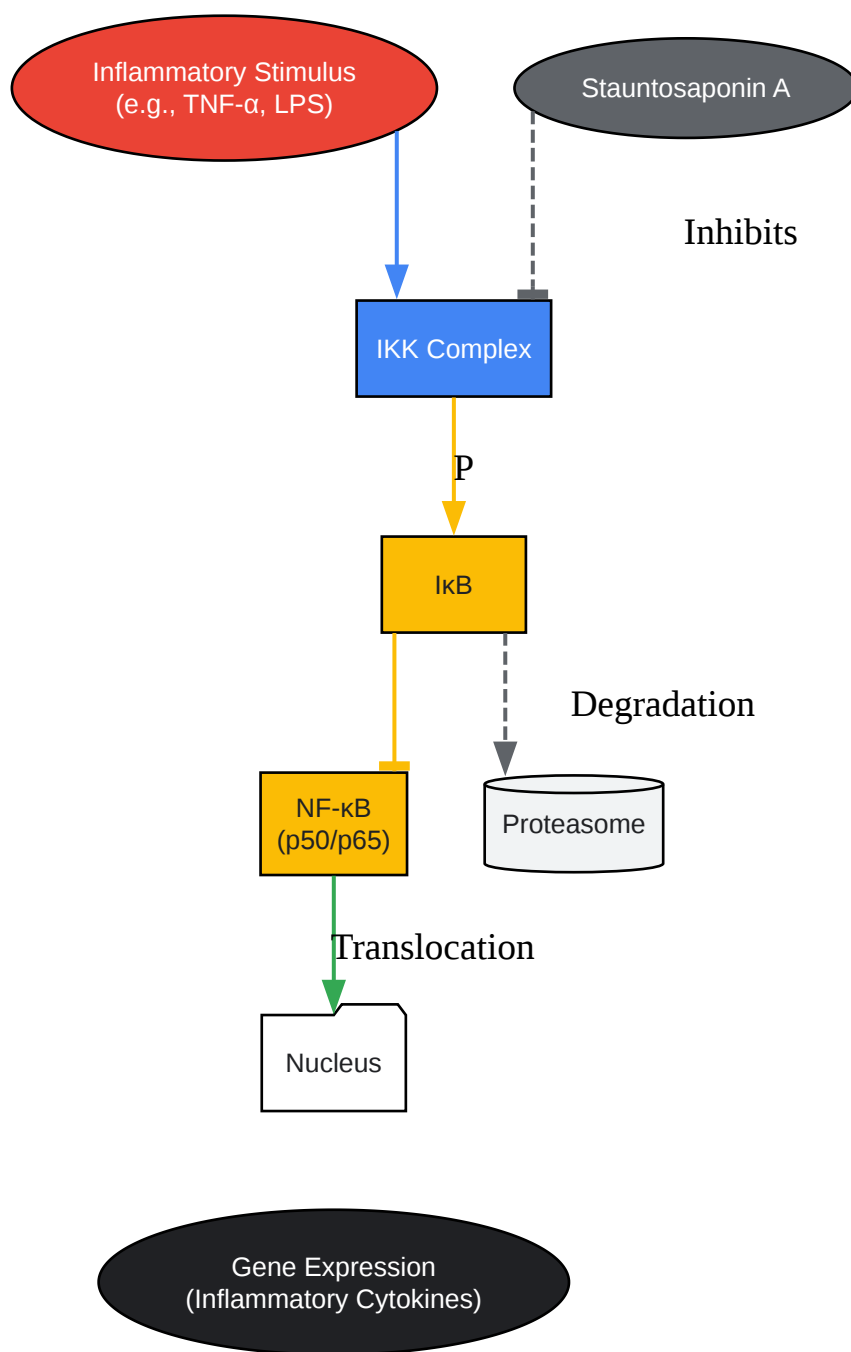 Inflammatory Stimulus
(e.g., TNF-α, LPS)
Stauntosaponin A
Inhibits
IKK Complex
P
IκB
Degradation
NF-κB
(p50/p65)
Proteasome
Translocation
Nucleus
Gene Expression
(Inflammatory Cytokines)